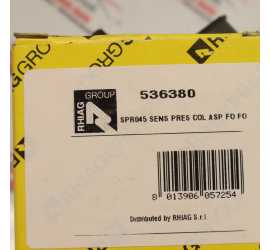 RHIAG
GROUP
536380
SPR045 SENS PRES COL ASP FO FO
8 013906 057254
Distributed by RHIAG S.r.l.